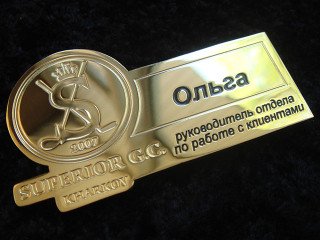 2007
SUPERIOR G.C.
KHARKOV
Ольга
руководитель отдела
по работе с клиентами